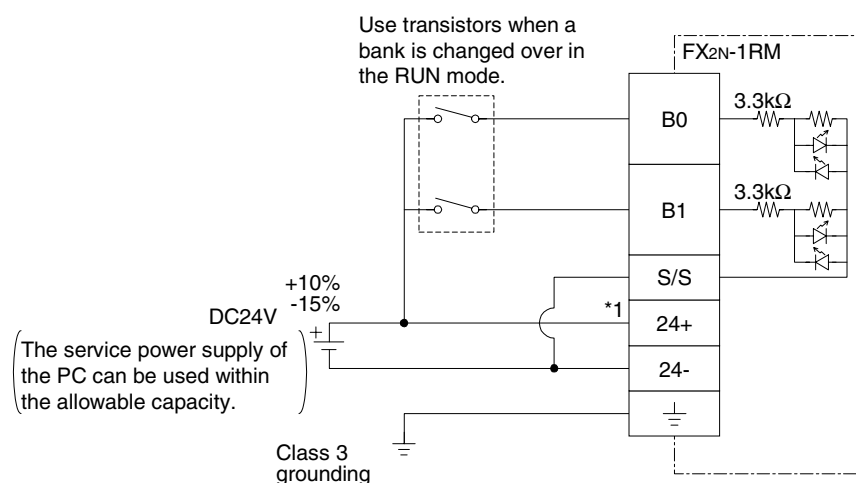 Use transistors when a
bank is changed over in
the RUN mode.
FX2N-1RM
B0
3.3kΩ
B1
3.3kΩ
S/S
+10%
-15%
DC24V
+
*1
24+
(The service power supply of
the PC can be used within
the allowable capacity.)
24-
Class 3
grounding